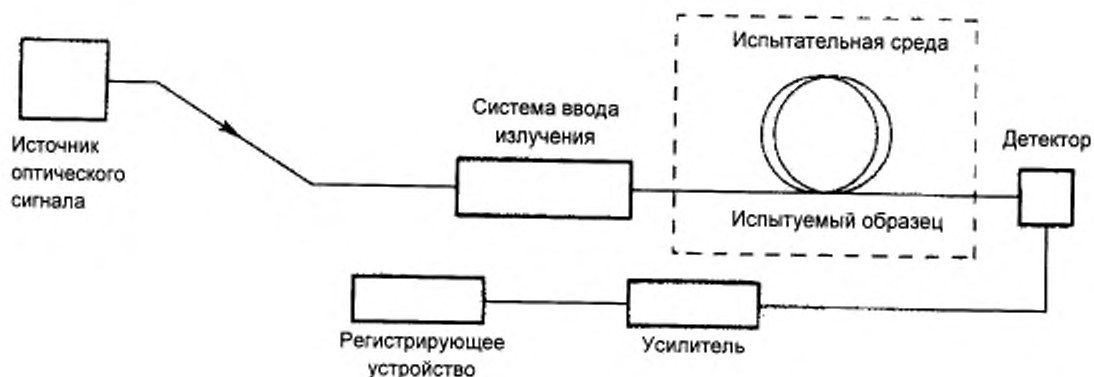 Источник
оптического
сигнала
Система ввода
излучения
Испытательная среда
Испытуемый образец
Детектор
Регистрирующее
устройство
Усилитель